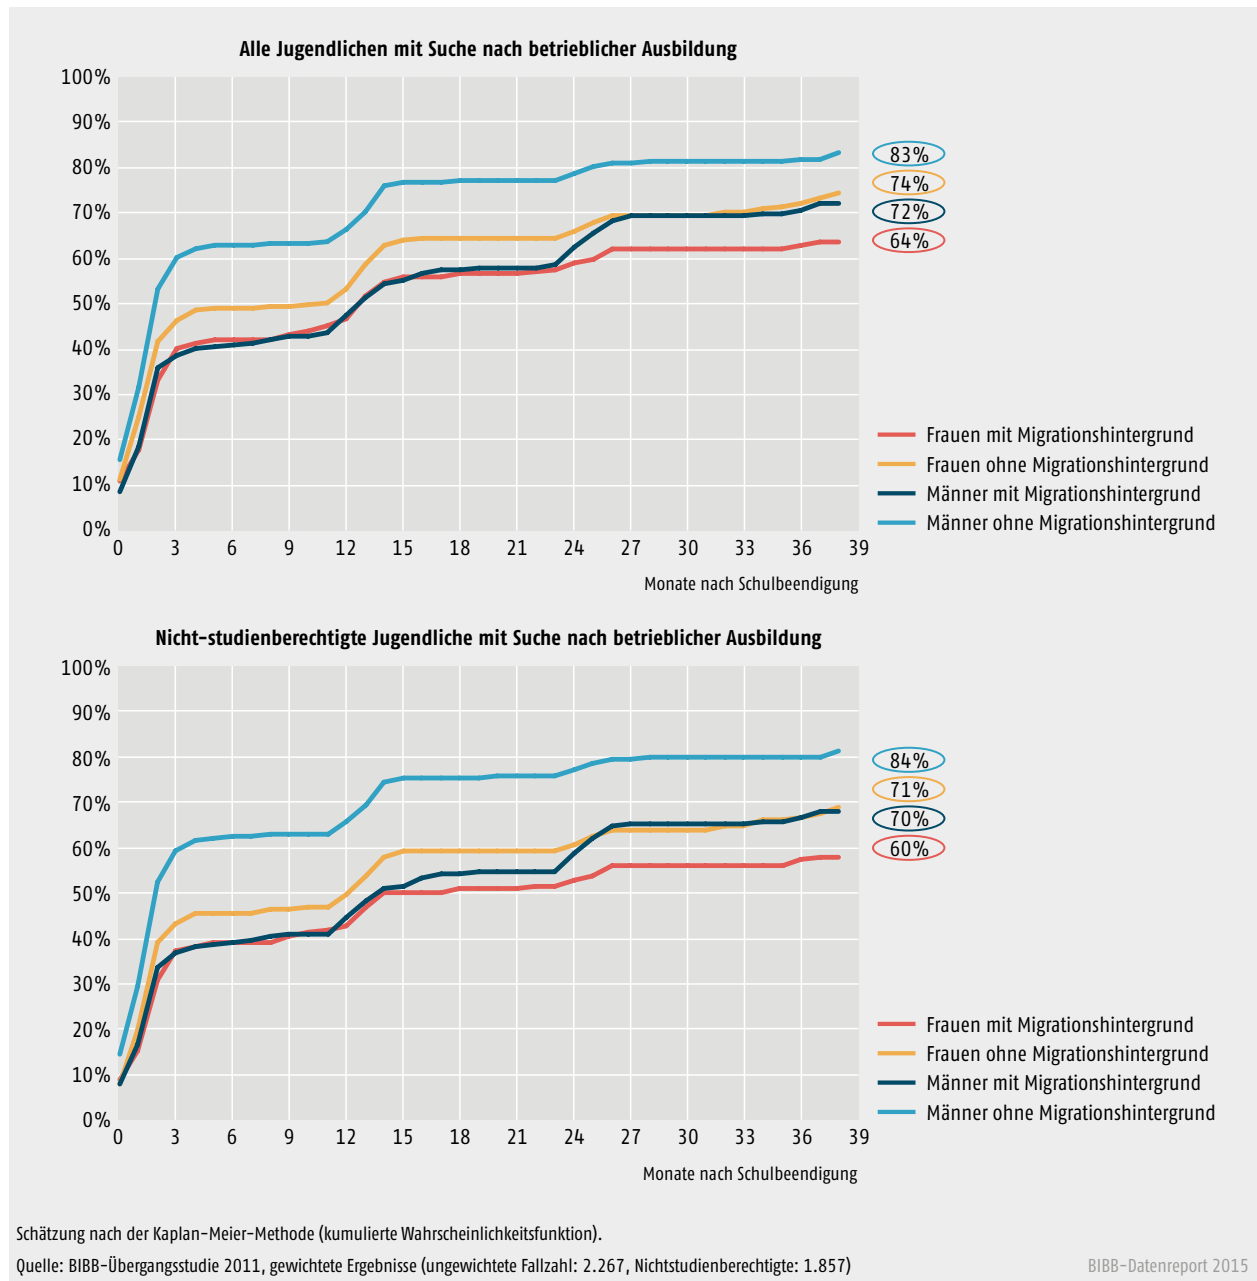 Alle Jugendlichen mit Suche nach betrieblicher Ausbildung
100%
90%
80%
70%
60%
50%
40%
30%
20%
10%
0%
0 3 6 9 12 15 18 21 24 27 30 33 36 39
Monate nach Schulbeendigung
83%
74%
72%
64%
Frauen mit Migrationshintergrund
Frauen ohne Migrationshintergrund
Männer mit Migrationshintergrund
Männer ohne Migrationshintergrund
Nicht-studienberechtigte Jugendliche mit Suche nach betrieblicher Ausbildung
100%
90%
80%
70%
60%
50%
40%
30%
20%
10%
0%
0 3 6 9 12 15 18 21 24 27 30 33 36 39
Monate nach Schulbeendigung
84%
71%
70%
60%
Frauen mit Migrationshintergrund
Frauen ohne Migrationshintergrund
Männer mit Migrationshintergrund
Männer ohne Migrationshintergrund
Schätzung nach der Kaplan-Meier-Methode (kumulierte Wahrscheinlichkeitsfunktion).
Quelle: BIBB-Übergangsstudie 2011, gewichtete Ergebnisse (ungewichtete Fallzahl: 2.267, Nichtstudienberechtigte: 1.857)
BIBB-Datenreport 2015